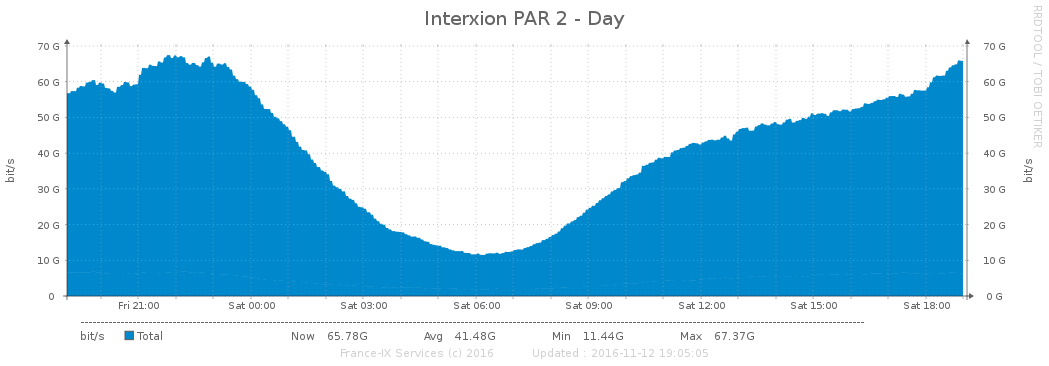 Interxion PAR 2 - Day
RRDTOOL / TOBI OETIKER
bit/s
70 G 70 G
60 G 60 G
50 G 50 G
40 G 40 G
30 G 30 G
20 G 20 G
10 G 10 G
0 0 G
bit/s
Fri 21:00 Sat 00:00 Sat 03:00 Sat 06:00 Sat 09:00 Sat 12:00 Sat 15:00 Sat 18:00
bit/s Total Now 65.78G Avg 41.48G Min 11.44G Max 67.37G
France-IX Services (c) 2016 Updated : 2016-11-12 19:05:05